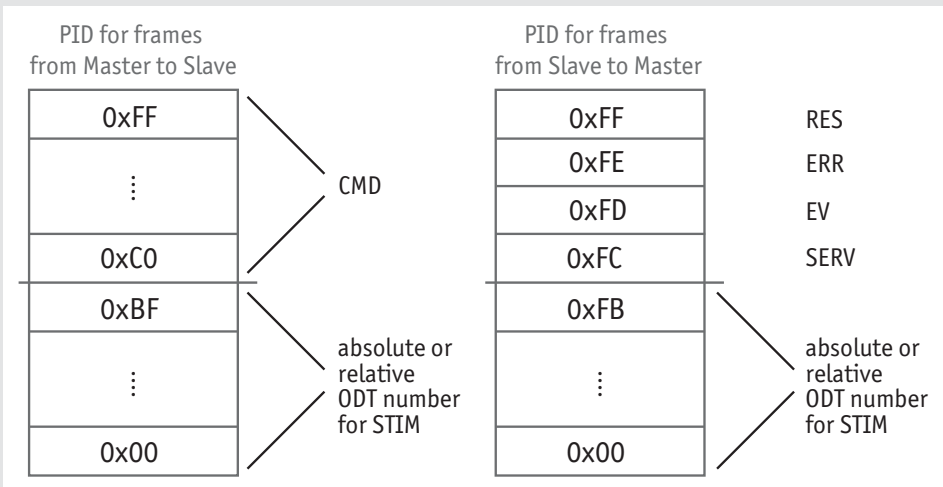 PID for frames
from Master to Slave
0xFF
⋮
0xC0
0xBF
⋮
0x00
CMD
absolute or
relative
ODT number
for STIM
PID for frames
from Slave to Master
0xFF
0xFE
0xFD
0xFC
0xFB
⋮
0x00
RES
ERR
EV
SERV
absolute or
relative
ODT number
for STIM